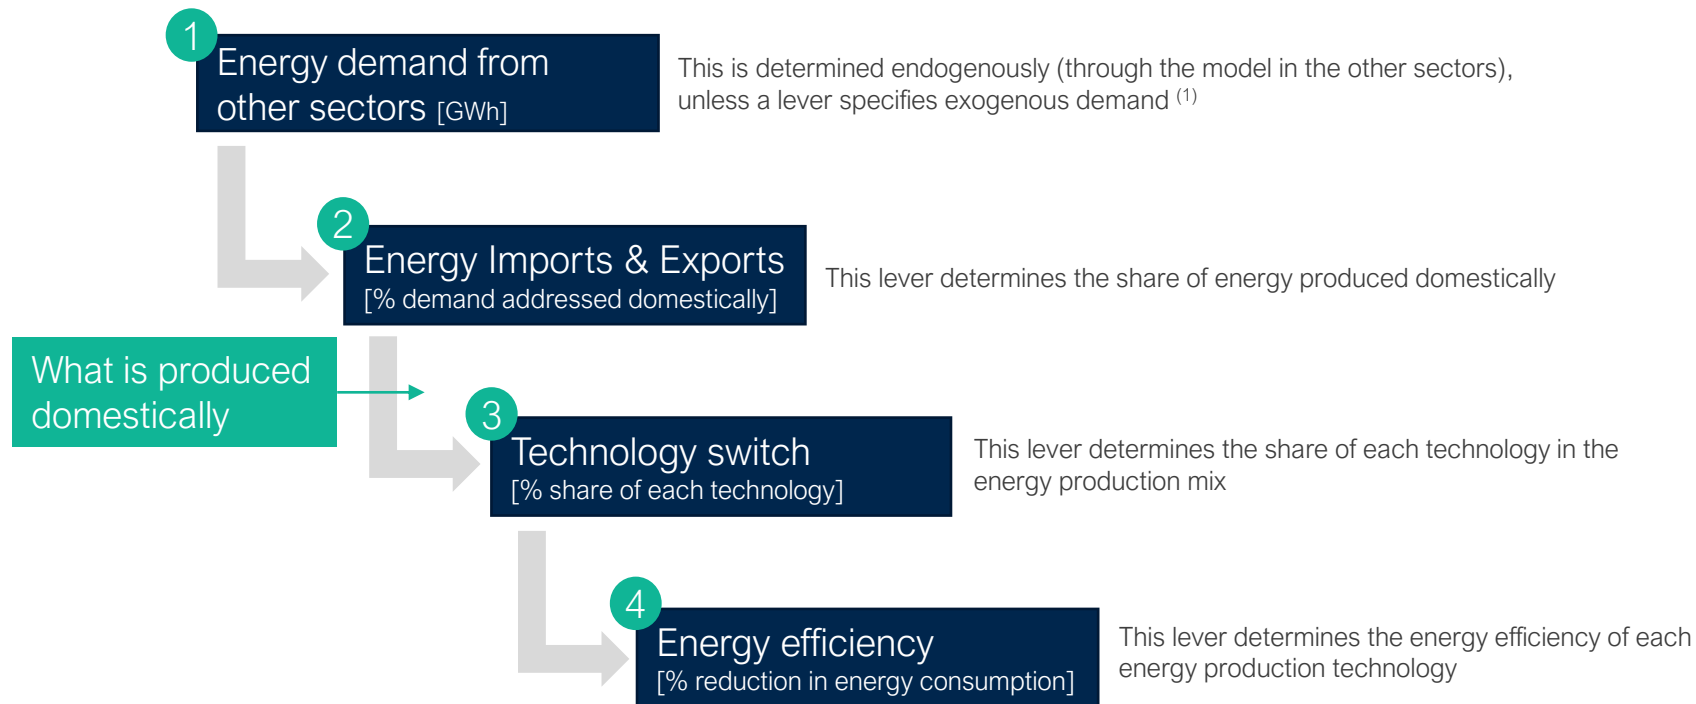 1
Energy demand from
other sectors [GWh]
This is determined endogenously (through the model in the other sectors),
unless a lever specifies exogenous demand (1)
2
Energy Imports & Exports
[% demand addressed domestically]
This lever determines the share of energy produced domestically
What is produced
domestically
3
Technology switch
[% share of each technology]
This lever determines the share of each technology in the
energy production mix
4
Energy efficiency
[% reduction in energy consumption]
This lever determines the energy efficiency of each
energy production technology